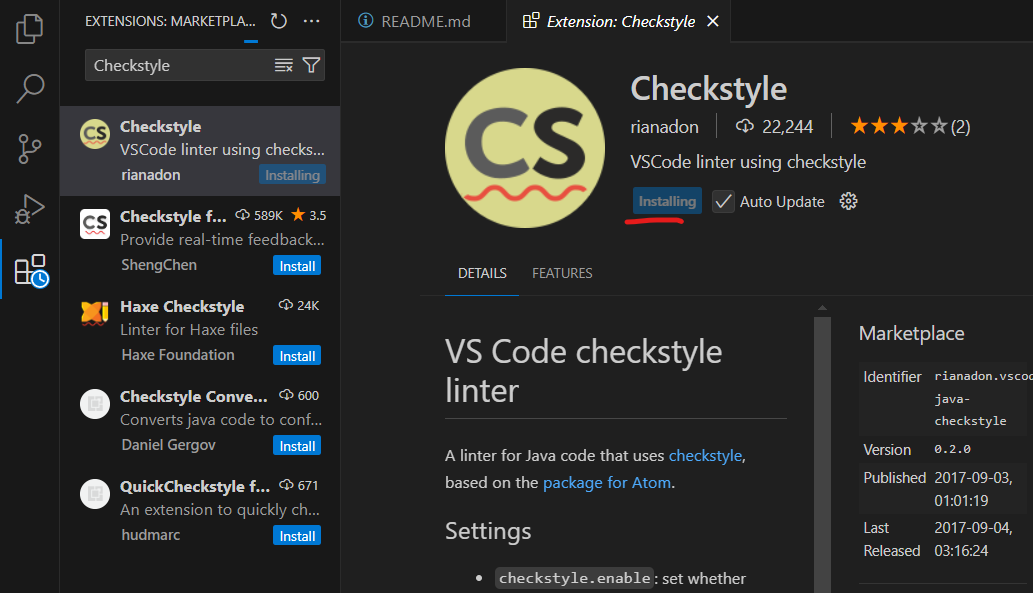 EXTENSIONS: MARKETPLA...
Checkstyle
Checkstyle
VSCode linter using checks...
rianadon
Installing
Checkstyle f... 589K 3.5
Provide real-time feedback...
ShengChen
Install
Haxe Checkstyle 24K
Linter for Haxe files
Haxe Foundation
Install
Checkstyle Conve... 600
Converts java code to conf...
Daniel Gergov
Install
QuickCheckstyle f... 671
An extension to quickly ch...
hudmarc
Install
README.md
Extension: Checkstyle
CS
Checkstyle
rianadon 22,244 (2)
VSCode linter using checkstyle
Installing Auto Update
DETAILS FEATURES
VS Code checkstyle
linter
A linter for Java code that uses checkstyle,
based on the package for Atom.
Settings
• checkstyle.enable: set whether
Marketplace
Identifier rianadon.vscod
java-
checkstyle
Version 0.2.0
Published 2017-09-03,
01:01:19
Last 2017-09-04,
Released 03:16:24